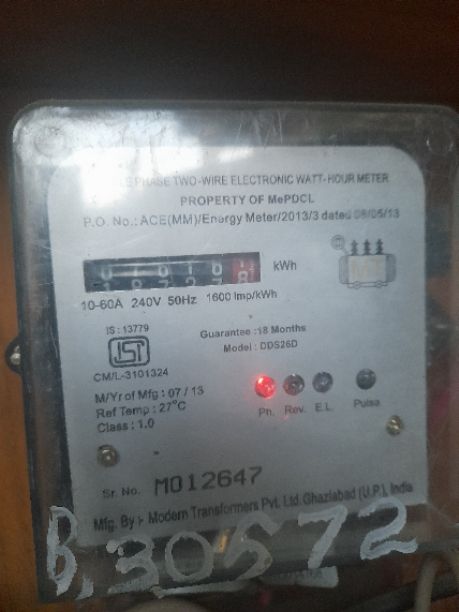 PHASE TWO-WIRE ELECTRONIC WATT-HOUR METER
PROPERTY OF MePDCL
P.O. No.: ACE(MM)/Energy Meter/2013/3 dated 08/05/13
kWh
MT
10-60A 240V 50Hz 1600 Imp/kWh
IS : 13779
Guarantee : 18 Months
Model : DDS26D
ISI
CM/L-3101324
M/Yr of Mfg : 07 / 13
Ref Temp : 27°C
Class : 1.0
Ph. Rev. E.L. Pulse
Sr. No. M012647
Mfg. By :- Modern Transformers Pvt. Ltd. Ghaziabad (U.P.), India
B, 30572